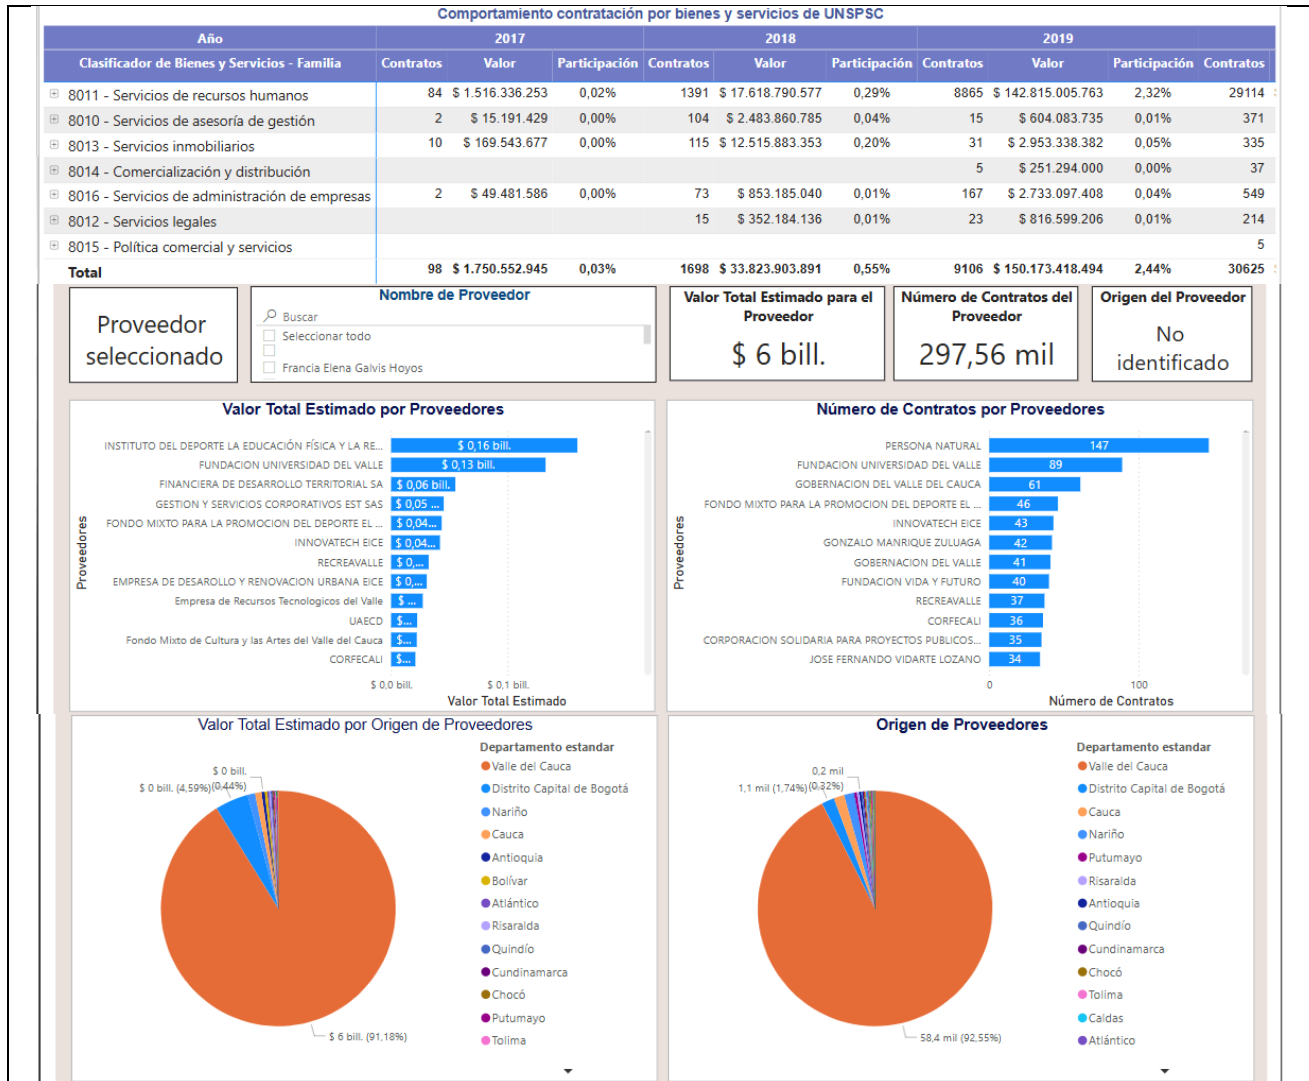 Comportamiento contratación por bienes y servicios de UNSPSC
Año 2017 2018 2019
Clasificador de Bienes y Servicios - Familia Contratos Valor Participación Contratos Valor Participación Contratos Valor Participación Contratos
8011 - Servicios de recursos humanos 84 $ 1.516.336.253 0,02% 1391 $ 17.618.790.577 0,29% 8865 $ 142.815.005.763 2,32% 29114
8010 - Servicios de asesoría de gestión 2 $ 15.191.429 0,00% 104 $ 2.483.860.785 0,04% 15 $ 604.083.735 0,01% 371
8013 - Servicios inmobiliarios 10 $ 169.543.677 0,00% 115 $ 12.515.883.353 0,20% 31 $ 2.953.338.382 0,05% 335
8014 - Comercialización y distribución 5 $ 251.294.000 0,00% 37
8016 - Servicios de administración de empresas 2 $ 49.481.586 0,00% 73 $ 853.185.040 0,01% 167 $ 2.733.097.408 0,04% 549
8012 - Servicios legales 15 $ 352.184.136 0,01% 23 $ 816.599.206 0,01% 214
8015 - Política comercial y servicios 5
Total 98 $ 1.750.552.945 0,03% 1698 $ 33.823.903.891 0,55% 9106 $ 150.173.418.494 2,44% 30625
Proveedor
seleccionado
Nombre de Proveedor
Buscar
Seleccionar todo
Francia Elena Galvis Hoyos
Valor Total Estimado para el
Proveedor
$ 6 bill.
Número de Contratos del
Proveedor
297,56 mil
Origen del Proveedor
No
identificado
Valor Total Estimado por Proveedores
Proveedores
INSTITUTO DEL DEPORTE LA EDUCACIÓN FÍSICA Y LA RE... $ 0,16 bill.
FUNDACION UNIVERSIDAD DEL VALLE $ 0,13 bill.
FINANCIERA DE DESARROLLO TERRITORIAL SA $ 0,06 bill.
GESTION Y SERVICIOS CORPORATIVOS EST SAS $ 0,05 ...
FONDO MIXTO PARA LA PROMOCION DEL DEPORTE EL ... $ 0,04...
INNOVATECH EICE $ 0,04...
RECREAVALLE $ 0,...
EMPRESA DE DESAROLLO Y RENOVACION URBANA EICE $ 0,...
Empresa de Recursos Tecnologicos del Valle $ ...
UAECD $...
Fondo Mixto de Cultura y las Artes del Valle del Cauca $...
CORFECALI $...
$ 0,0 bill. $ 0,1 bill.
Valor Total Estimado
Número de Contratos por Proveedores
Proveedores
PERSONA NATURAL 147
FUNDACION UNIVERSIDAD DEL VALLE 89
GOBERNACION DEL VALLE DEL CAUCA 61
FONDO MIXTO PARA LA PROMOCION DEL DEPORTE EL ... 46
INNOVATECH EICE 43
GONZALO MANRIQUE ZULUAGA 42
GOBERNACION DEL VALLE 41
FUNDACION VIDA Y FUTURO 40
RECREAVALLE 37
CORFECALI 36
CORPORACION SOLIDARIA PARA PROYECTOS PUBLICOS... 35
JOSE FERNANDO VIDARTE LOZANO 34
0 100
Número de Contratos
Valor Total Estimado por Origen de Proveedores
$ 0 bill.
(0,44%)
$ 0 bill. (4,59%)
$ 6 bill. (91,18%)
Departamento estandar
Valle del Cauca
Distrito Capital de Bogotá
Nariño
Cauca
Antioquia
Bolívar
Atlántico
Risaralda
Quindío
Cundinamarca
Chocó
Putumayo
Tolima
Origen de Proveedores
0,2 mil
(0,32%)
1,1 mil (1,74%)
58,4 mil (92,55%)
Departamento estandar
Valle del Cauca
Distrito Capital de Bogotá
Cauca
Nariño
Putumayo
Risaralda
Antioquia
Quindío
Cundinamarca
Chocó
Tolima
Caldas
Atlántico